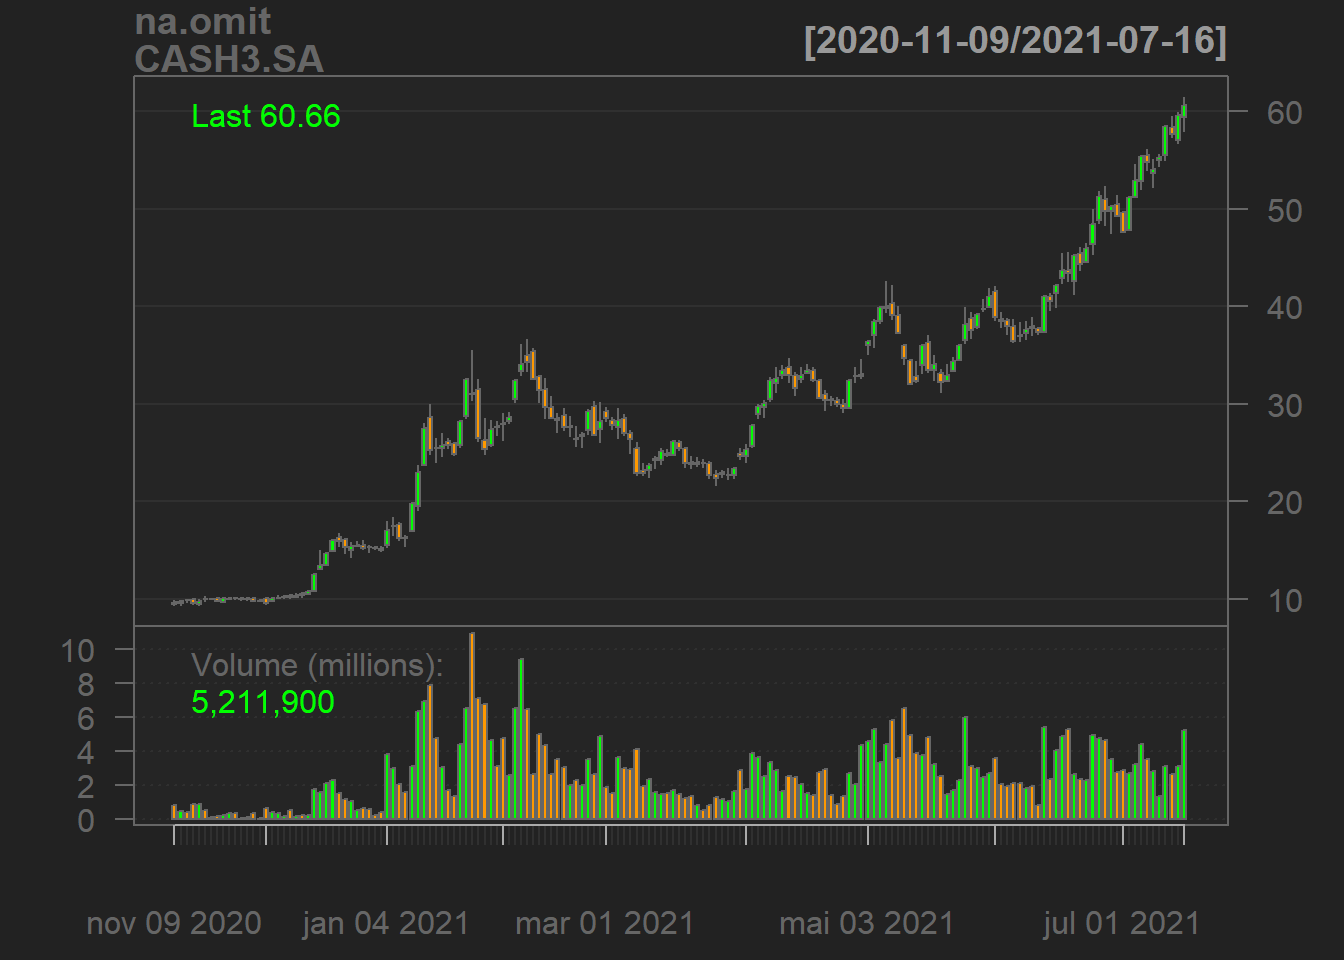 na.omit
CASH3.SA
[2020-11-09/2021-07-16]
Last 60.66
60
50
40
30
20
10
Volume (millions):
5,211,900
10
8
6
4
2
0
nov 09 2020 jan 04 2021 mar 01 2021 mai 03 2021 jul 01 2021